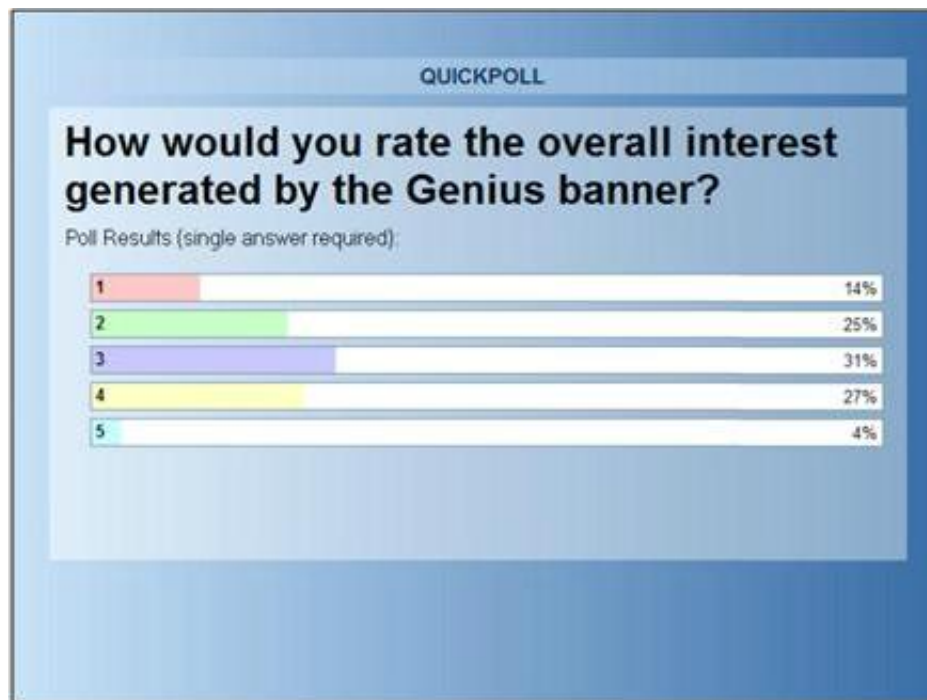 QUICKPOLL
How would you rate the overall interest
generated by the Genius banner?
Poll Results (single answer required):
1 14%
2 25%
3 31%
4 27%
5 4%